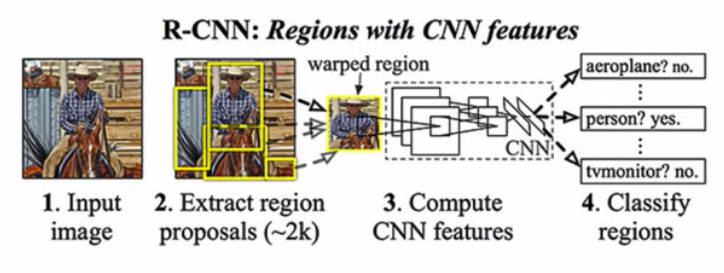 R-CNN: Regions with CNN features
warped region
aeroplane? no.
person? yes.
tvmonitor? no.
CNN
1. Input
image
2. Extract region
proposals (~2k)
3. Compute
CNN features
4. Classify
regions